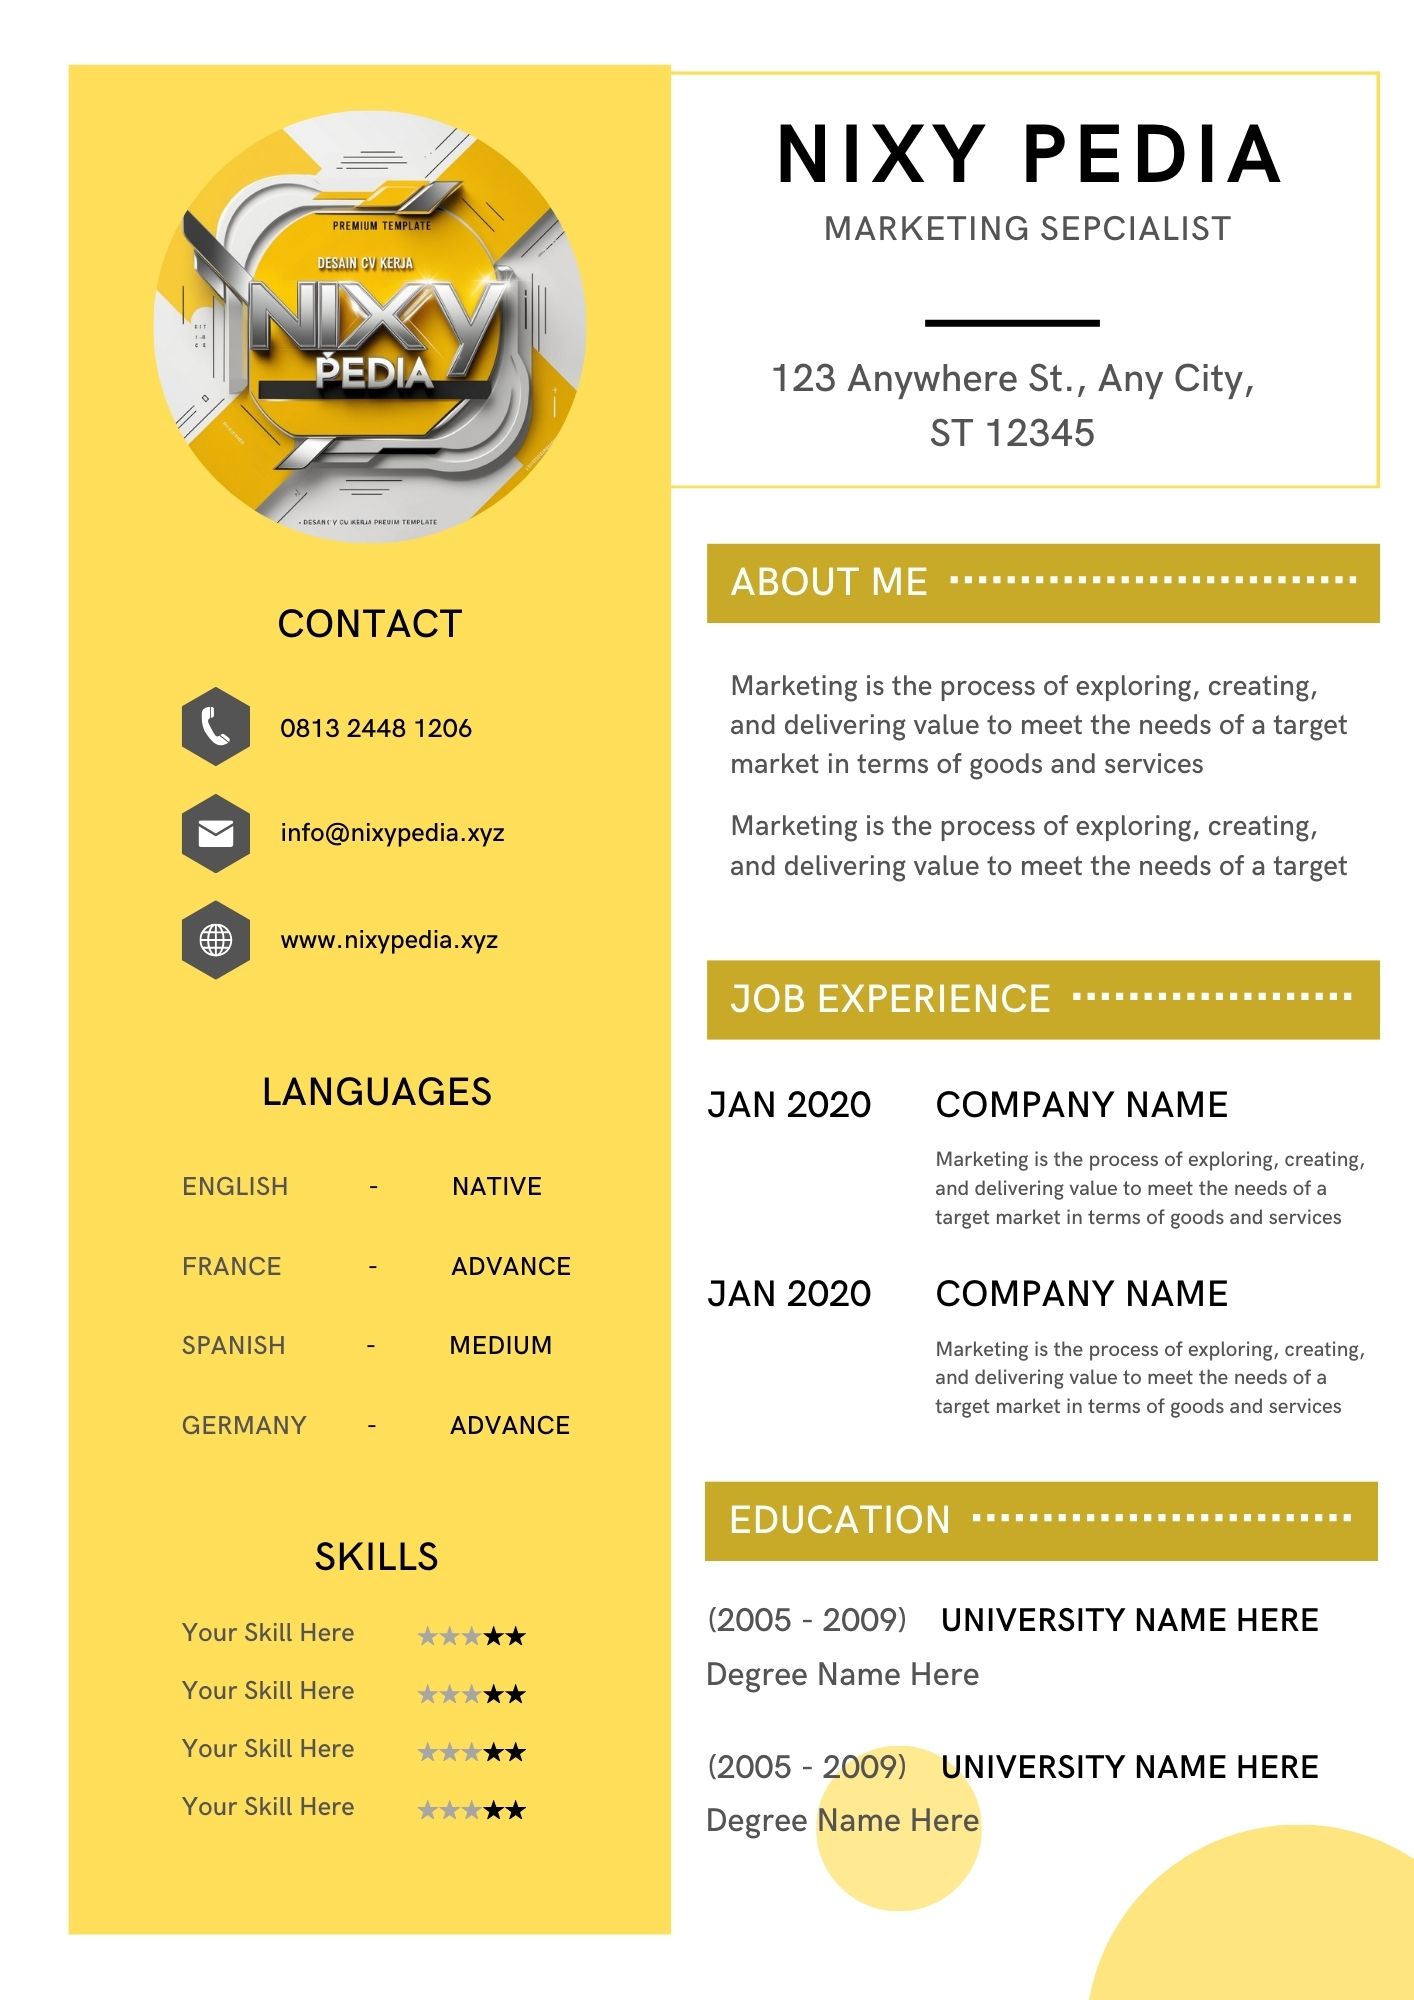 PREMIUM TEMPLATE
DESAIN CV KERJA
NIXY
PEDIA
CONTACT
0813 2448 1206
info@nixypedia.xyz
www.nixypedia.xyz
LANGUAGES
ENGLISH - NATIVE
FRANCE - ADVANCE
SPANISH - MEDIUM
GERMANY - ADVANCE
SKILLS
Your Skill Here ★★★★★
Your Skill Here ★★★★★
Your Skill Here ★★★★★
Your Skill Here ★★★★★
NIXY PEDIA
MARKETING SEPCIALIST
123 Anywhere St., Any City,
ST 12345
ABOUT ME
Marketing is the process of exploring, creating,
and delivering value to meet the needs of a target
market in terms of goods and services
Marketing is the process of exploring, creating,
and delivering value to meet the needs of a target
JOB EXPERIENCE
JAN 2020 COMPANY NAME
Marketing is the process of exploring, creating,
and delivering value to meet the needs of a
target market in terms of goods and services
JAN 2020 COMPANY NAME
Marketing is the process of exploring, creating,
and delivering value to meet the needs of a
target market in terms of goods and services
EDUCATION
(2005 - 2009) UNIVERSITY NAME HERE
Degree Name Here
(2005 - 2009) UNIVERSITY NAME HERE
Degree Name Here